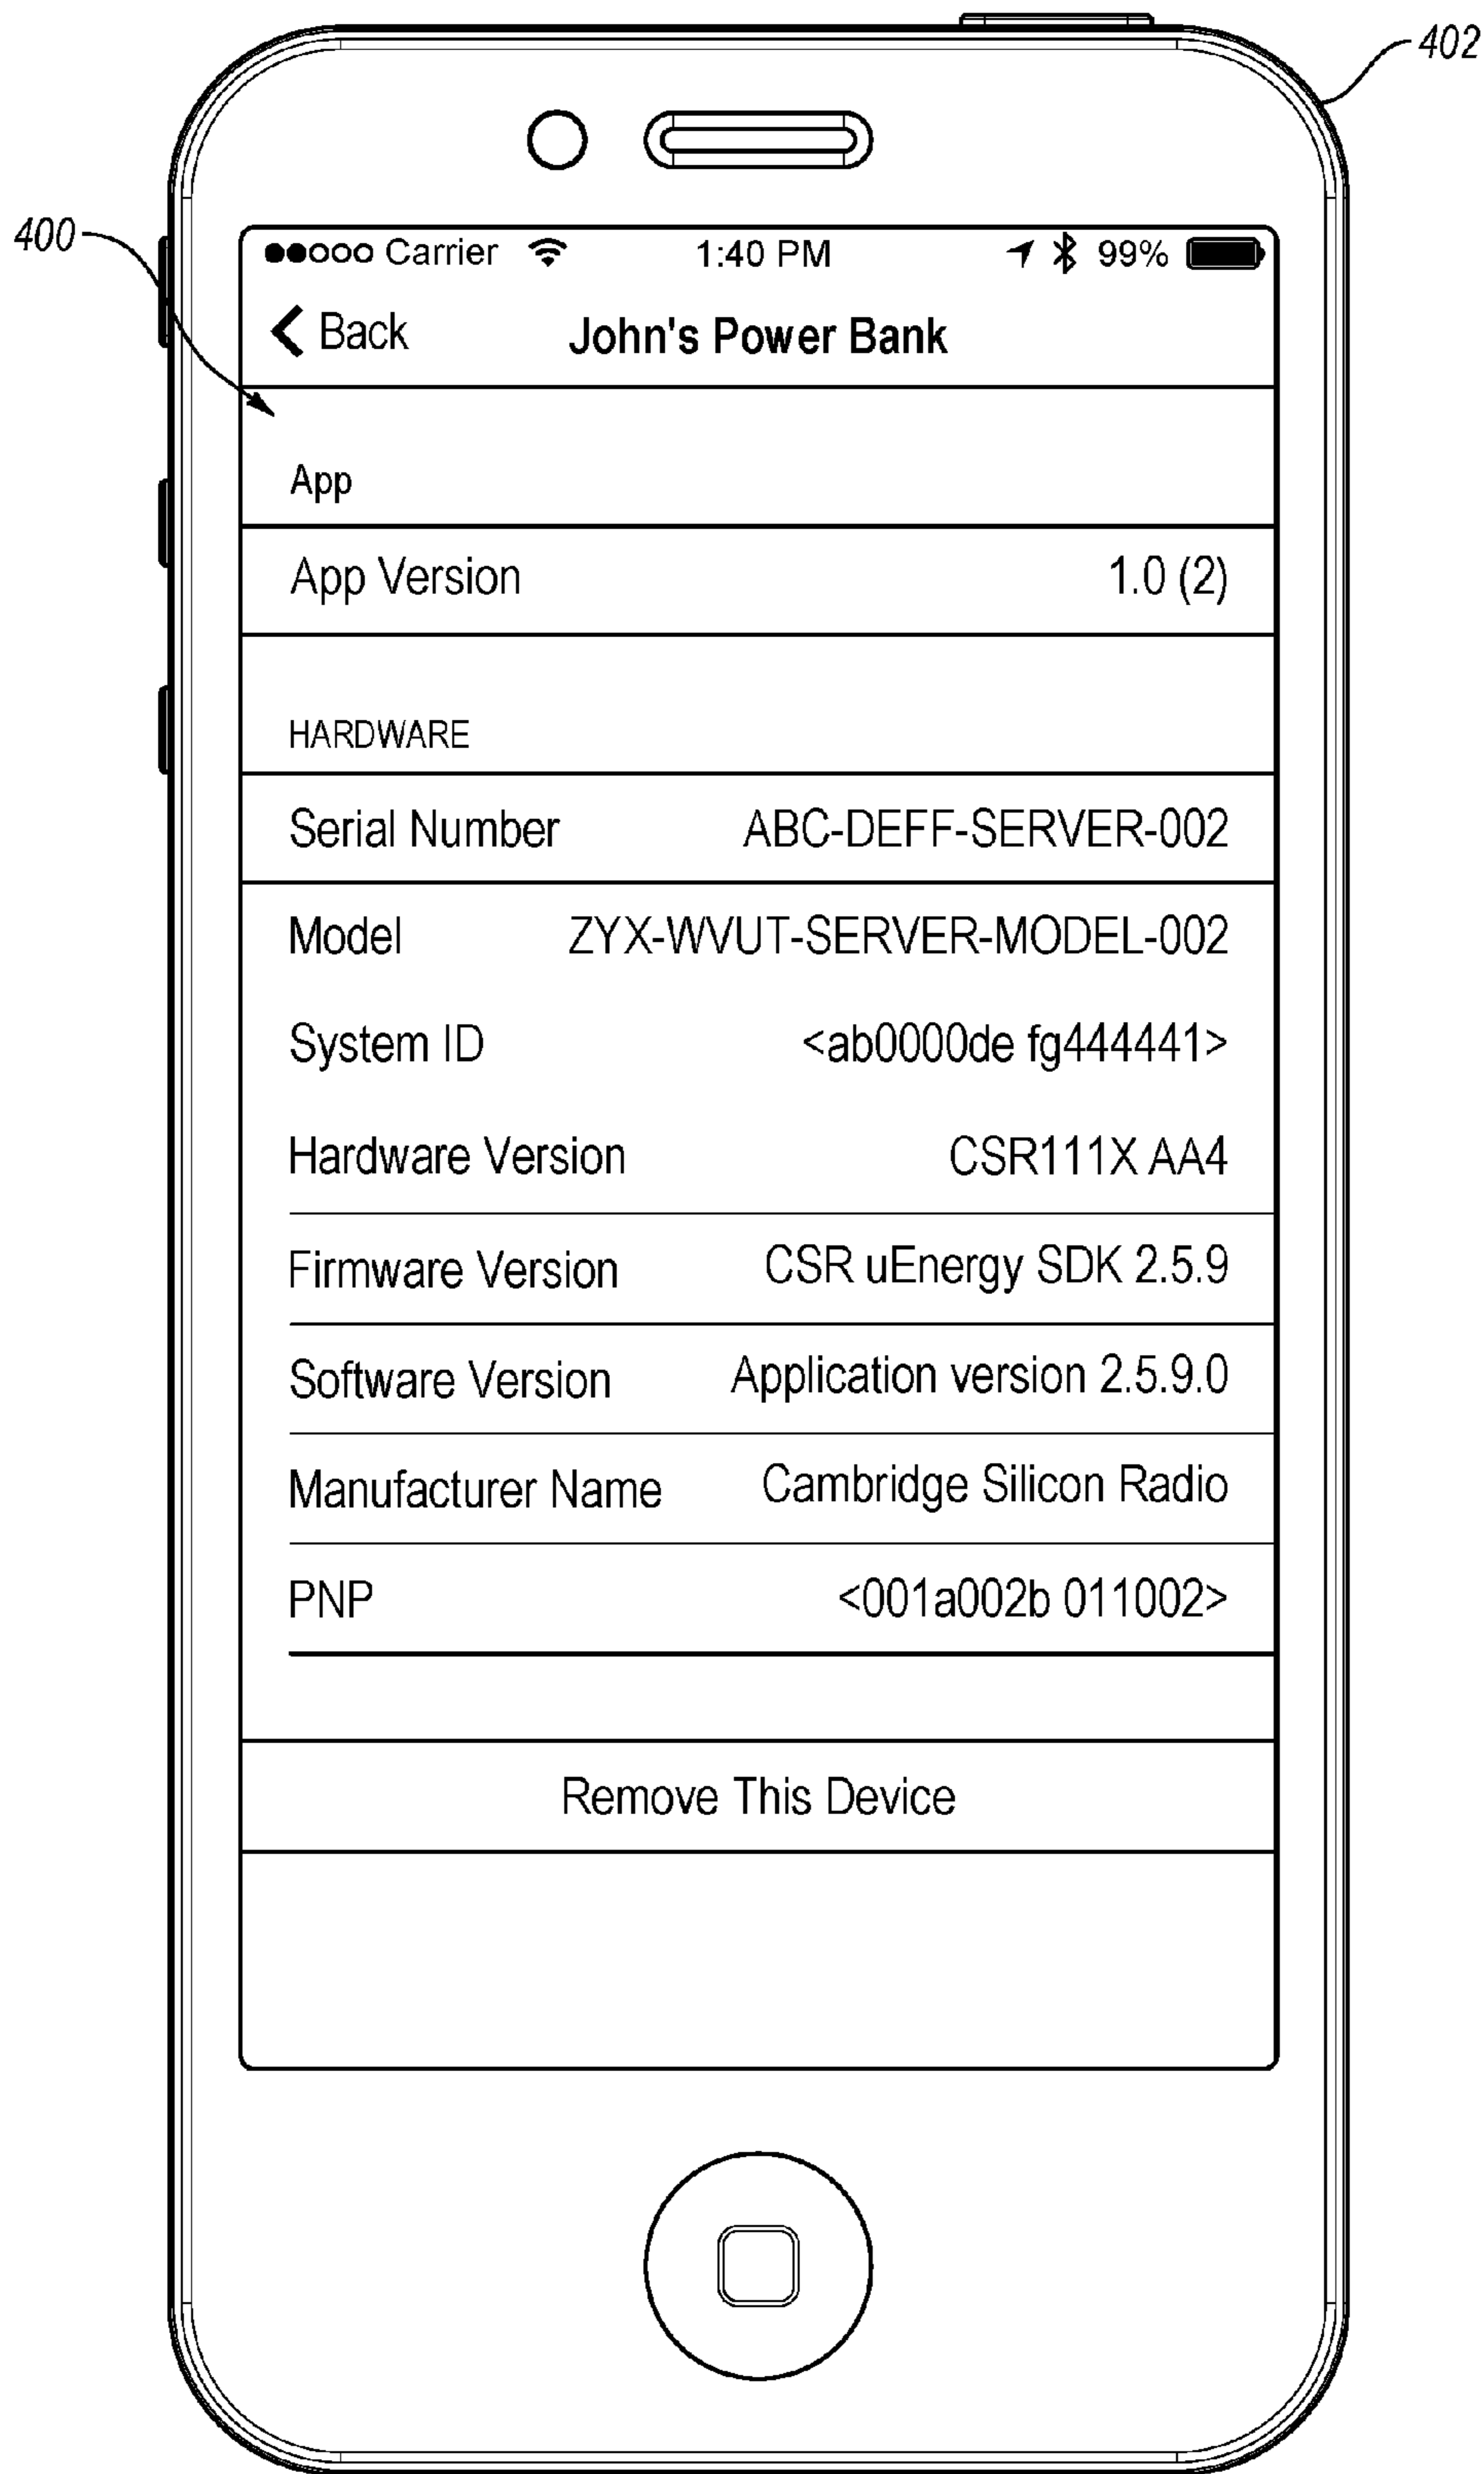 402
400
Carrier 1:40 PM 99%
Back John's Power Bank
App
App Version 1.0 (2)
HARDWARE
Serial Number ABC-DEFF-SERVER-002
Model ZYX-WVUT-SERVER-MODEL-002
System ID <ab0000de fg444441>
Hardware Version CSR111X AA4
Firmware Version CSR uEnergy SDK 2.5.9
Software Version Application version 2.5.9.0
Manufacturer Name Cambridge Silicon Radio
PNP <001a002b 011002>
Remove This Device